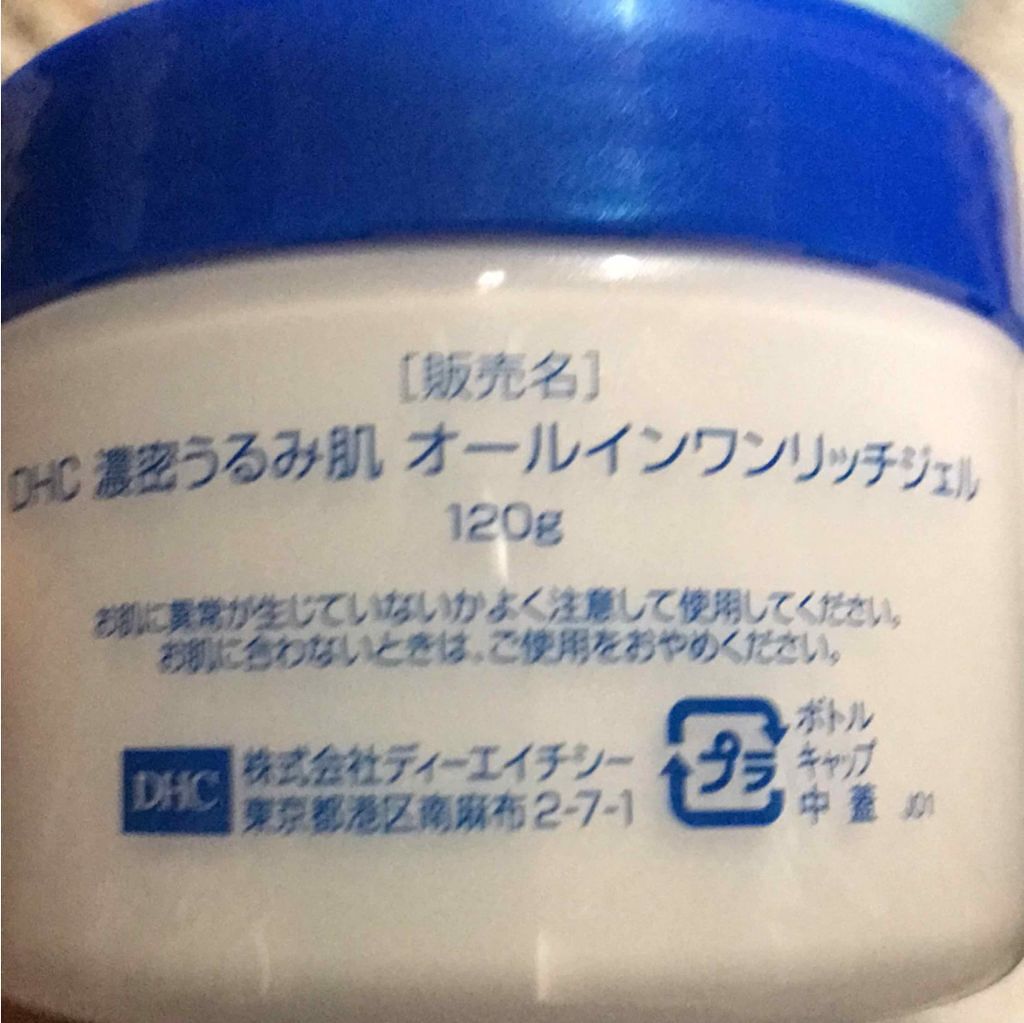 [販売名]
DHC 濃密うるみ肌 オールインワンリッチジェル
120g
お肌に異常が生じていないかよく注意して使用してください。
お肌に合わないときは、ご使用をおやめください。
DHC
株式会社ディーエイチシー
東京都港区南麻布2-7-1
プラ
ボトル
キャップ
中蓋 J01